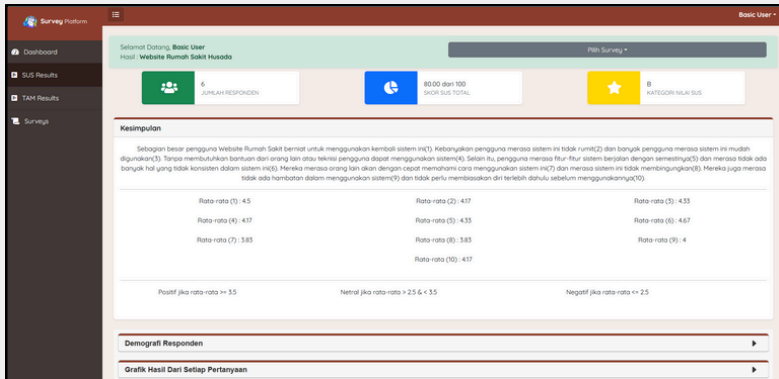 Survey Platform
Basic User
Dashboard
SUS Results
TAM Results
Surveys
Selamat Datang, Basic User
Hasil : Website Rumah Sakit Husada
Pilih Survey
6
JUMLAH RESPONDEN
80.00 dari 100
SKOR SUS TOTAL
B
KATEGORI NILAI SUS
Kesimpulan
Sebagian besar pengguna Website Rumah Sakit berniat untuk menggunakan kembali sistem ini(1). Kebanyakan pengguna merasa sistem ini tidak rumit(2) dan banyak pengguna merasa sistem ini mudah
digunakan(3). Tanpa membutuhkan bantuan dari orang lain atau teknisi pengguna dapat menggunakan sistem(4). Selain itu, pengguna merasa fitur-fitur sistem berjalan dengan semestinya(5) dan merasa tidak ada
banyak hal yang tidak konsisten dalam sistem ini(6). Mereka merasa orang lain akan dengan cepat memahami cara menggunakan sistem ini(7) dan merasa sistem ini tidak membingungkan(8). Mereka juga merasa
tidak ada hambatan dalam menggunakan sistem(9) dan tidak perlu membiasakan diri terlebih dahulu sebelum menggunakannya(10).
Rata-rata (1) : 4.5
Rata-rata (2) : 4.17
Rata-rata (3) : 4.33
Rata-rata (4) : 4.17
Rata-rata (5) : 4.33
Rata-rata (6) : 4.67
Rata-rata (7) : 3.83
Rata-rata (8) : 3.83
Rata-rata (9) : 4
Rata-rata (10) : 4.17
Positif jika rata-rata >= 3.5
Netral jika rata-rata > 2.5 & < 3.5
Negatif jika rata-rata <= 2.5
Demografi Responden
Grafik Hasil Dari Setiap Pertanyaan